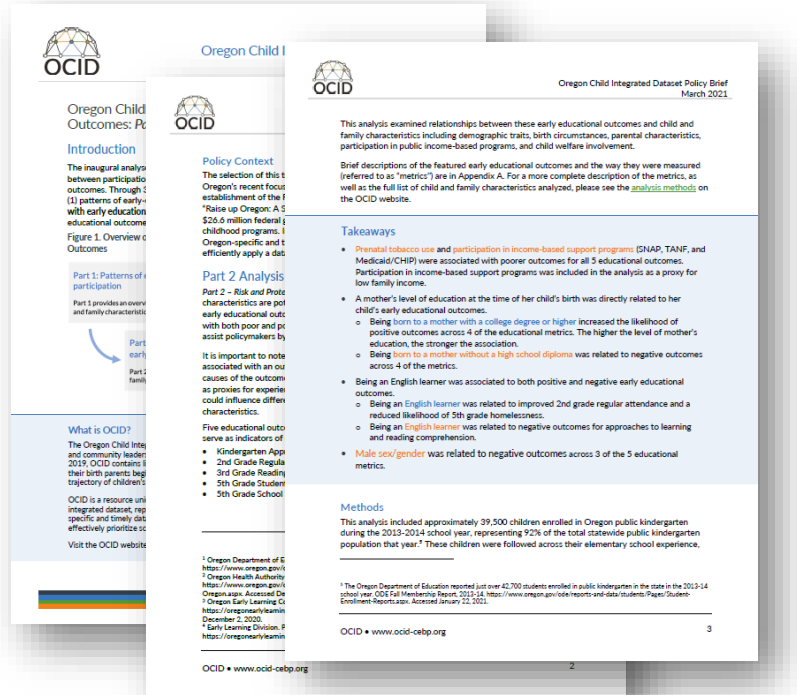 OCID
Oregon Child I
Oregon Child
Outcomes: Pa
Introduction
The inaugural analyse
between participatio
outcomes. Through 3
(1) patterns of early-c
with early education
educational outcome
Figure 1. Overview o
Outcomes
Part 1: Patterns of e
participation
Part 1 provides an overv
and family characteristic
Part
early
Part 2
famil
What is OCID?
The Oregon Child Integ
and community leader
2019, OCID contains li
their birth parents begi
trajectory of children's
OCID is a resource uni
integrated dataset, rep
specific and timely dat
effectively prioritize so
Visit the OCID website
OCID
Policy Context
The selection of this t
Oregon's recent focus
establishment of the R
"Raise up Oregon: A S
$26.6 million federal g
childhood programs. I
Oregon-specific and t
efficiently apply a data
Part 2 Analysis
Part 2 – Risk and Prote
characteristics are pot
early educational outc
with both poor and po
assist policymakers by
It is important to note
associated with an out
causes of the outcome
as proxies for experien
could influence differe
characteristics.
Five educational outco
serve as indicators of
• Kindergarten Appr
• 2nd Grade Regula
• 3rd Grade Reading
• 5th Grade Student
• 5th Grade School
1 Oregon Department of E
https://www.oregon.gov/o
2 Oregon Health Authority
https://www.oregon.gov/o
Oregon.aspx. Accessed De
3 Oregon Early Learning Co
https://oregonearlylearnin
December 2, 2020.
4 Early Learning Division. P
https://oregonearlylearnin
OCID • www.ocid-cebp.org
2
OCID
Oregon Child Integrated Dataset Policy Brief
March 2021
This analysis examined relationships between these early educational outcomes and child and
family characteristics including demographic traits, birth circumstances, parental characteristics,
participation in public income-based programs, and child welfare involvement.
Brief descriptions of the featured early educational outcomes and the way they were measured
(referred to as "metrics") are in Appendix A. For a more complete description of the metrics, as
well as the full list of child and family characteristics analyzed, please see the analysis methods on
the OCID website.
Takeaways
• Prenatal tobacco use and participation in income-based support programs (SNAP, TANF, and
Medicaid/CHIP) were associated with poorer outcomes for all 5 educational outcomes.
Participation in income-based support programs was included in the analysis as a proxy for
low family income.
• A mother's level of education at the time of her child's birth was directly related to her
child's early educational outcomes.
o Being born to a mother with a college degree or higher increased the likelihood of
positive outcomes across 4 of the educational metrics. The higher the level of mother's
education, the stronger the association.
o Being born to a mother without a high school diploma was related to negative outcomes
across 4 of the metrics.
• Being an English learner was associated to both positive and negative early educational
outcomes.
o Being an English learner was related to improved 2nd grade regular attendance and a
reduced likelihood of 5th grade homelessness.
o Being an English learner was related to negative outcomes for approaches to learning
and reading comprehension.
• Male sex/gender was related to negative outcomes across 3 of the 5 educational
metrics.
Methods
This analysis included approximately 39,500 children enrolled in Oregon public kindergarten
during the 2013-2014 school year, representing 92% of the total statewide public kindergarten
population that year.5 These children were followed across their elementary school experience,
5 The Oregon Department of Education reported just over 42,700 students enrolled in public kindergarten in the state in the 2013-14
school year. ODE Fall Membership Report, 2013-14. https://www.oregon.gov/ode/reports-and-data/students/Pages/Student-
Enrollment-Reports.aspx. Accessed January 22, 2021.
OCID • www.ocid-cebp.org
3